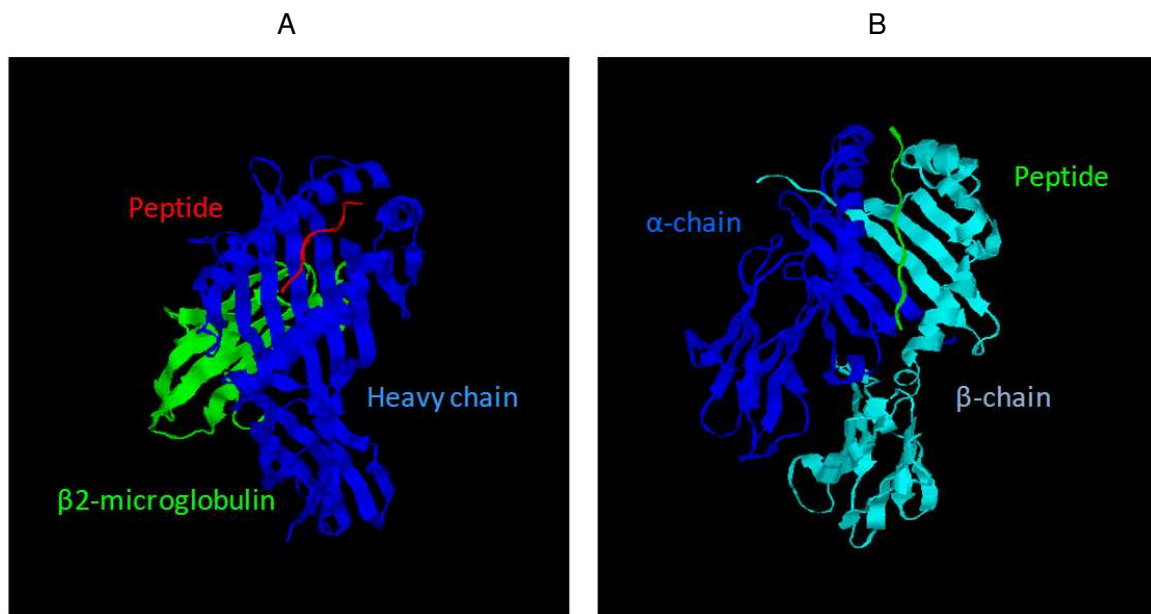 A
B
Peptide
Heavy chain
β2-microglobulin
Peptide
α-chain
β-chain